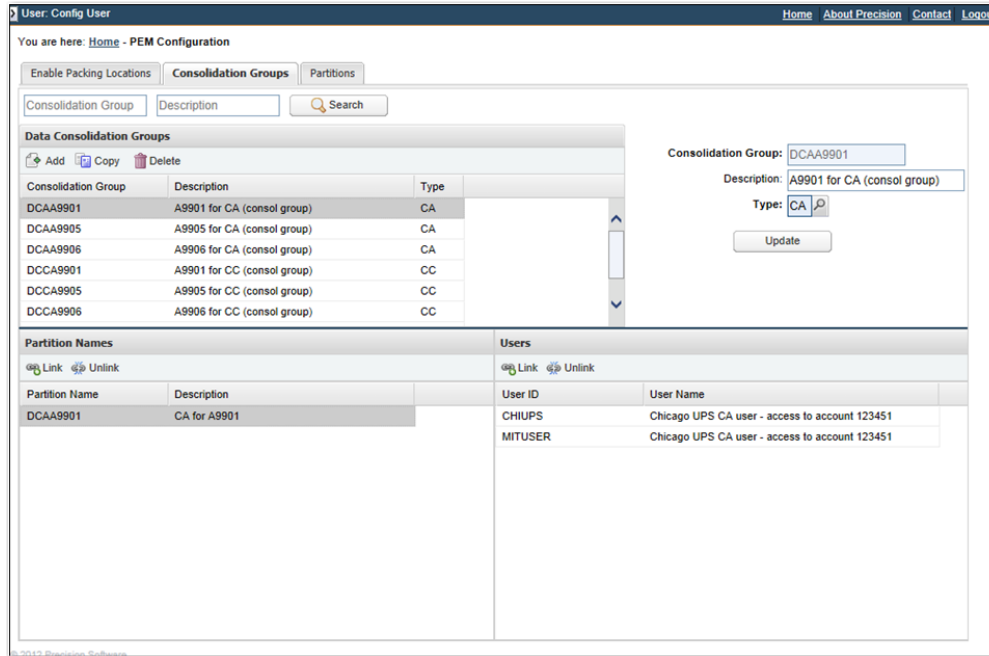 User: Config User
Home About Precision Contact Logou
You are here: Home - PEM Configuration
Enable Packing Locations Consolidation Groups Partitions
Consolidation Group Description Search
Data Consolidation Groups
Add Copy Delete
Consolidation Group Description Type
DCAA9901 A9901 for CA (consol group) CA
DCAA9905 A9905 for CA (consol group) CA
DCAA9906 A9906 for CA (consol group) CA
DCCA9901 A9901 for CC (consol group) CC
DCCA9905 A9905 for CC (consol group) CC
DCCA9906 A9906 for CC (consol group) CC
Consolidation Group: DCAA9901
Description: A9901 for CA (consol group)
Type: CA
Update
Partition Names
Link Unlink
Partition Name Description
DCAA9901 CA for A9901
Users
Link Unlink
User ID User Name
CHIUPS Chicago UPS CA user - access to account 123451
MITUSER Chicago UPS CA user - access to account 123451
© 2012 Precision Software